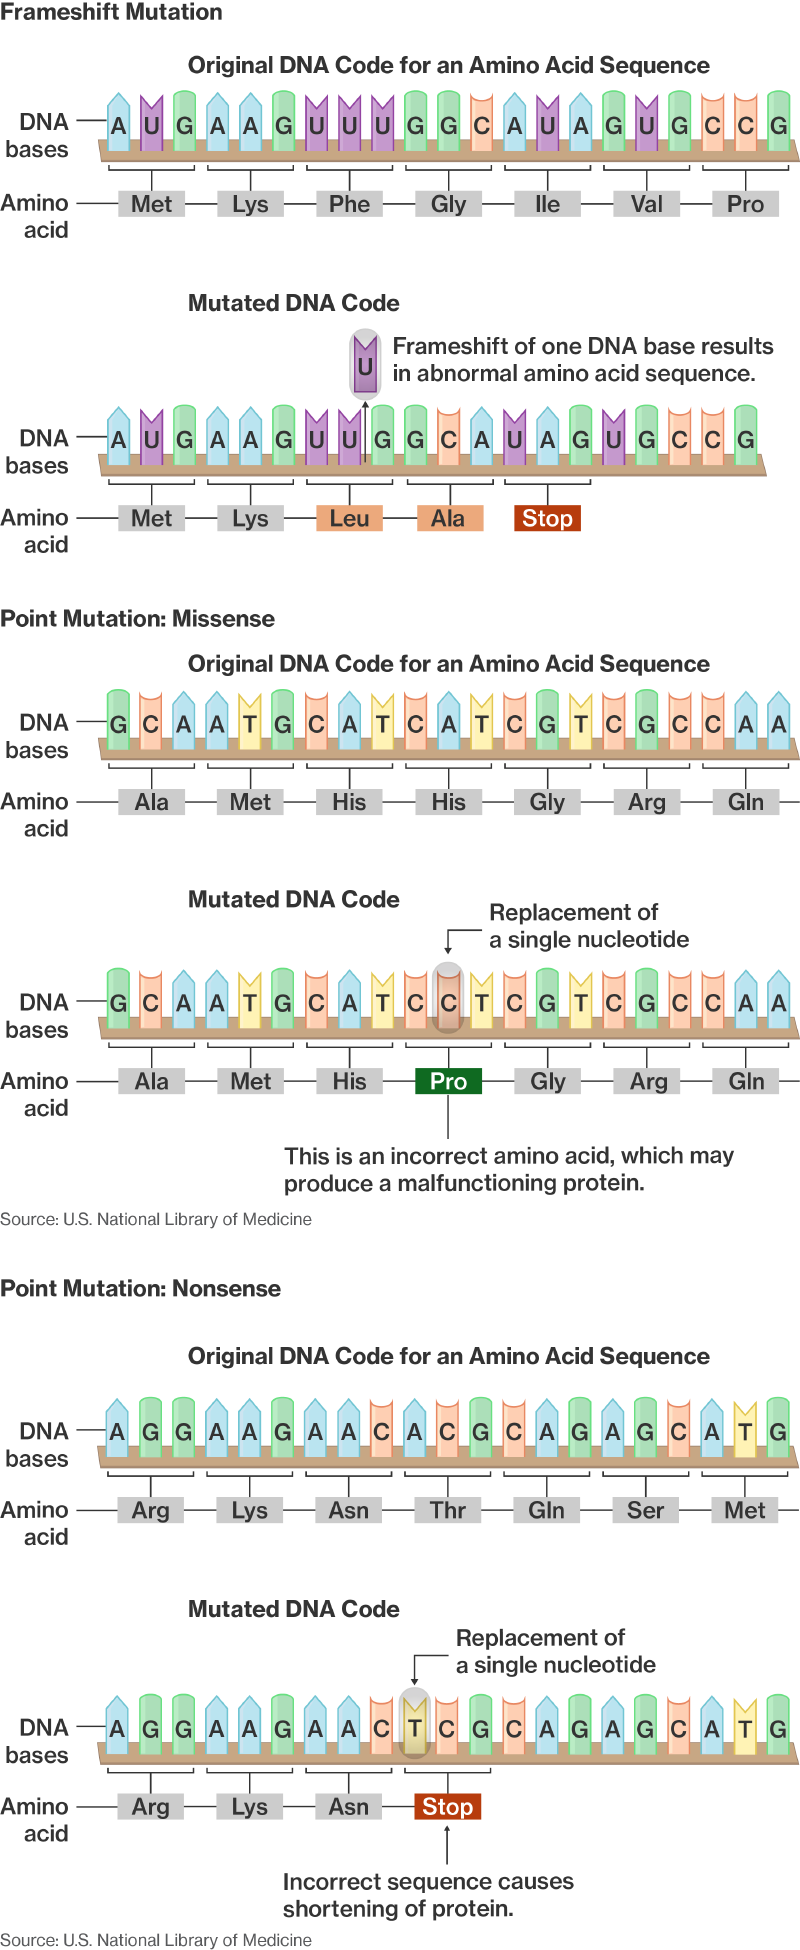 Frameshift Mutation
Original DNA Code for an Amino Acid Sequence
DNA bases
A U G A A G U U U G G C A U A G U G C C G
Amino acid
Met Lys Phe Gly Ile Val Pro
Mutated DNA Code
U
Frameshift of one DNA base results
in abnormal amino acid sequence.
DNA bases
A U G A A G U U G G C A U A G U G C C G
Amino acid
Met Lys Leu Ala Stop
Point Mutation: Missense
Original DNA Code for an Amino Acid Sequence
DNA bases
G C A A T G C A T C A T C G T C G C C A A
Amino acid
Ala Met His His Gly Arg Gln
Mutated DNA Code
Replacement of
a single nucleotide
DNA bases
G C A A T G C A T C C T C G T C G C C A A
Amino acid
Ala Met His Pro Gly Arg Gln
This is an incorrect amino acid, which may
produce a malfunctioning protein.
Source: U.S. National Library of Medicine
Point Mutation: Nonsense
Original DNA Code for an Amino Acid Sequence
DNA bases
A G G A A G A A C A C G C A G A G C A T G
Amino acid
Arg Lys Asn Thr Gln Ser Met
Mutated DNA Code
Replacement of
a single nucleotide
DNA bases
A G G A A G A A C T C G C A G A G C A T G
Amino acid
Arg Lys Asn Stop
Incorrect sequence causes
shortening of protein.
Source: U.S. National Library of Medicine